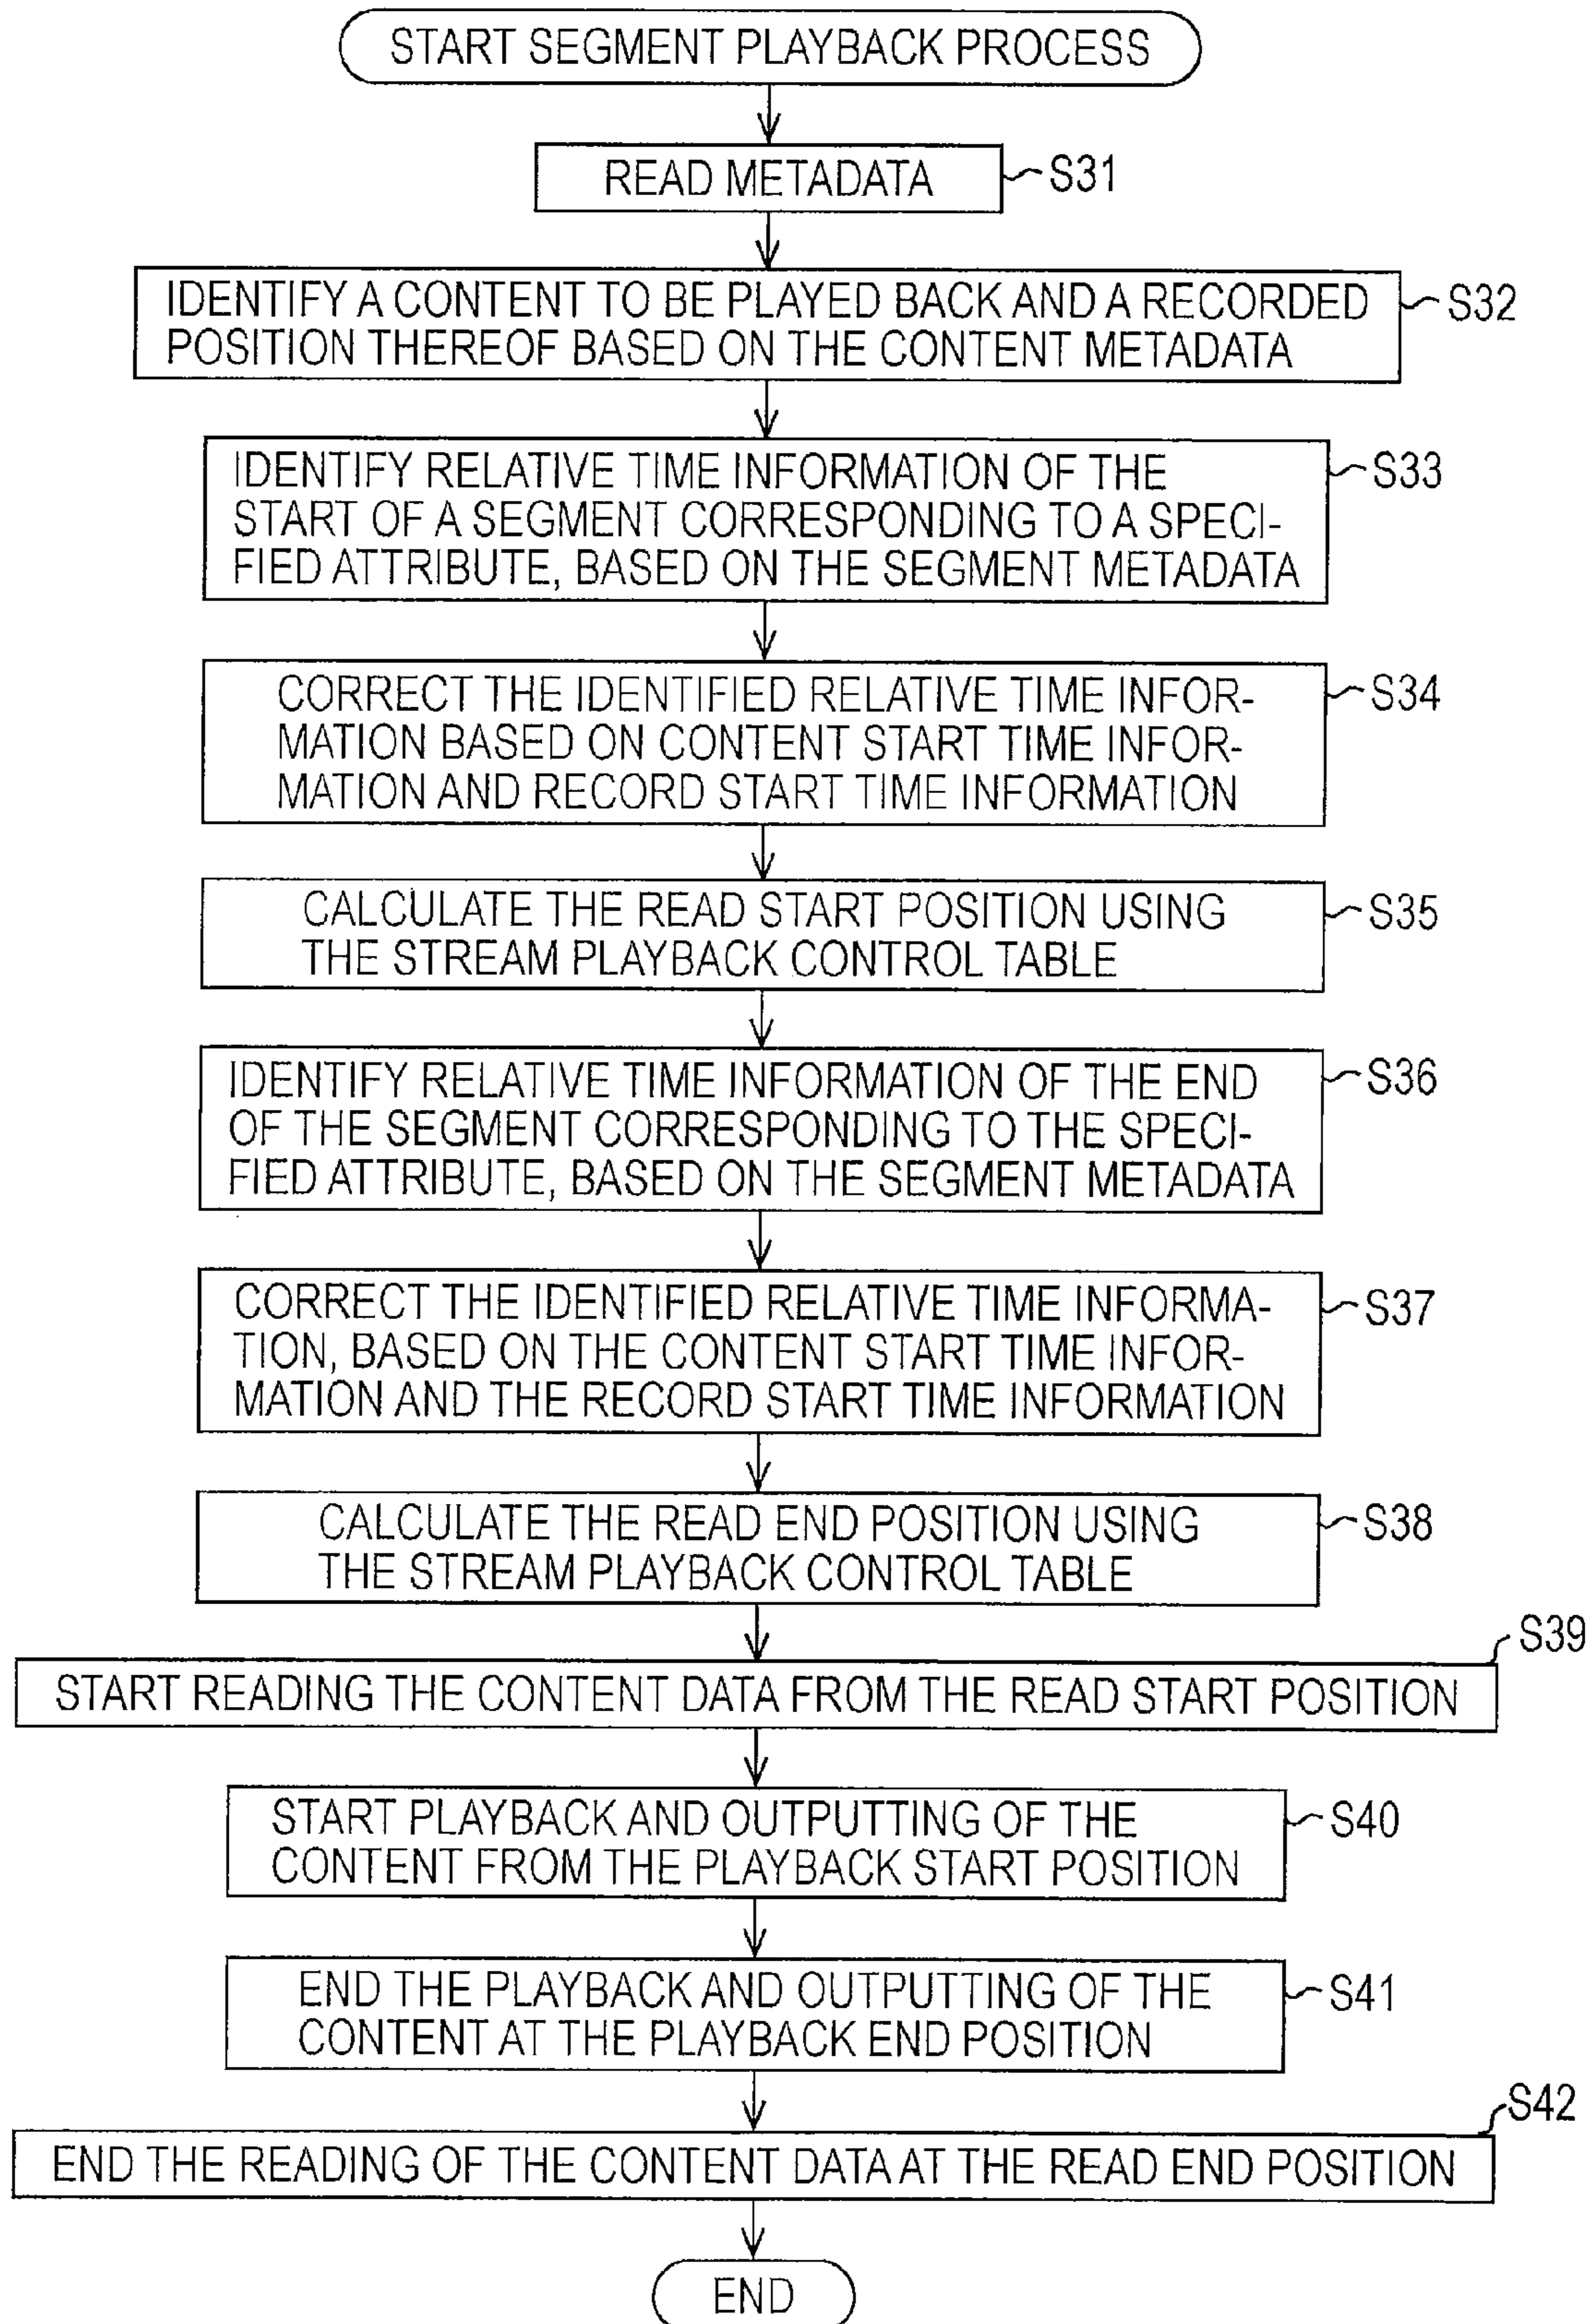 START SEGMENT PLAYBACK PROCESS
READ METADATA
S31
IDENTIFY A CONTENT TO BE PLAYED BACK AND A RECORDED
POSITION THEREOF BASED ON THE CONTENT METADATA
S32
IDENTIFY RELATIVE TIME INFORMATION OF THE
START OF A SEGMENT CORRESPONDING TO A SPECI-
FIED ATTRIBUTE, BASED ON THE SEGMENT METADATA
S33
CORRECT THE IDENTIFIED RELATIVE TIME INFOR-
MATION BASED ON CONTENT START TIME INFOR-
MATION AND RECORD START TIME INFORMATION
S34
CALCULATE THE READ START POSITION USING
THE STREAM PLAYBACK CONTROL TABLE
S35
IDENTIFY RELATIVE TIME INFORMATION OF THE END
OF THE SEGMENT CORRESPONDING TO THE SPECI-
FIED ATTRIBUTE, BASED ON THE SEGMENT METADATA
S36
CORRECT THE IDENTIFIED RELATIVE TIME INFORMA-
TION, BASED ON THE CONTENT START TIME INFOR-
MATION AND THE RECORD START TIME INFORMATION
S37
CALCULATE THE READ END POSITION USING
THE STREAM PLAYBACK CONTROL TABLE
S38
S39
START READING THE CONTENT DATA FROM THE READ START POSITION
START PLAYBACK AND OUTPUTTING OF THE
CONTENT FROM THE PLAYBACK START POSITION
S40
END THE PLAYBACK AND OUTPUTTING OF THE
CONTENT AT THE PLAYBACK END POSITION
S41
S42
END THE READING OF THE CONTENT DATA AT THE READ END POSITION
END